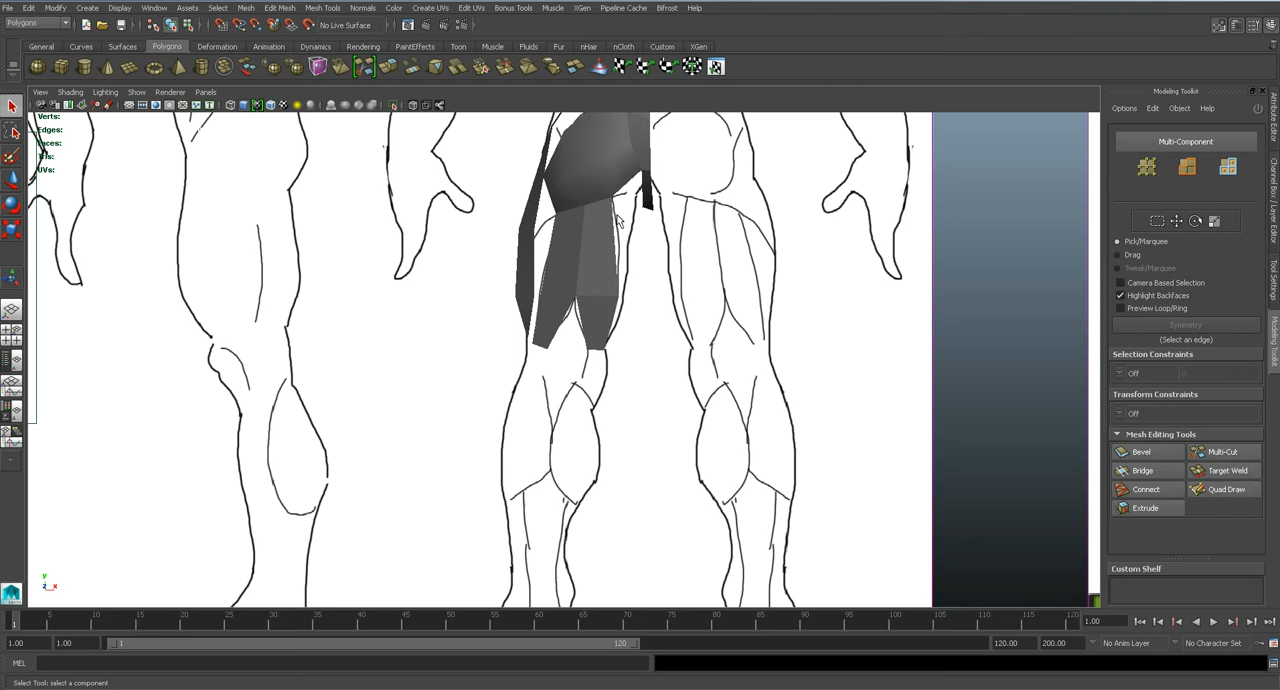 File Edit Modify Create Display Window Assets Select Mesh Edit Mesh Mesh Tools Normals Color Create UVs Edit UVs Bonus Tools Muscle XGen Pipeline Cache Bifrost Help
Polygons No Live Surface
General Curves Surfaces Polygons Deformation Animation Dynamics Rendering PaintEffects Toon Muscle Fluids Fur nHair nCloth Custom XGen
View Shading Lighting Show Renderer Panels
Verts:
Edges:
Faces:
Tris:
UVs:
y
z x
Modeling Toolkit
Options Edit Object Help
Multi-Component
Pick/Marquee
Drag
Tweak/Marquee
Camera Based Selection
Highlight Backfaces
Preview Loop/Ring
Symmetry
(Select an edge)
Selection Constraints
Off 0
Transform Constraints
Off
Mesh Editing Tools
Bevel Multi-Cut
Bridge Target Weld
Connect Quad Draw
Extrude
Custom Shelf
Attribute Editor
Channel Box / Layer Editor
Tool Settings
Modeling Toolkit
1 5 10 15 20 25 30 35 40 45 50 55 60 65 70 75 80 85 90 95 100 105 110 115 120 1.00
1.00 1.00 1 120 120.00 200.00 No Anim Layer No Character Set
MEL
Select Tool: select a component